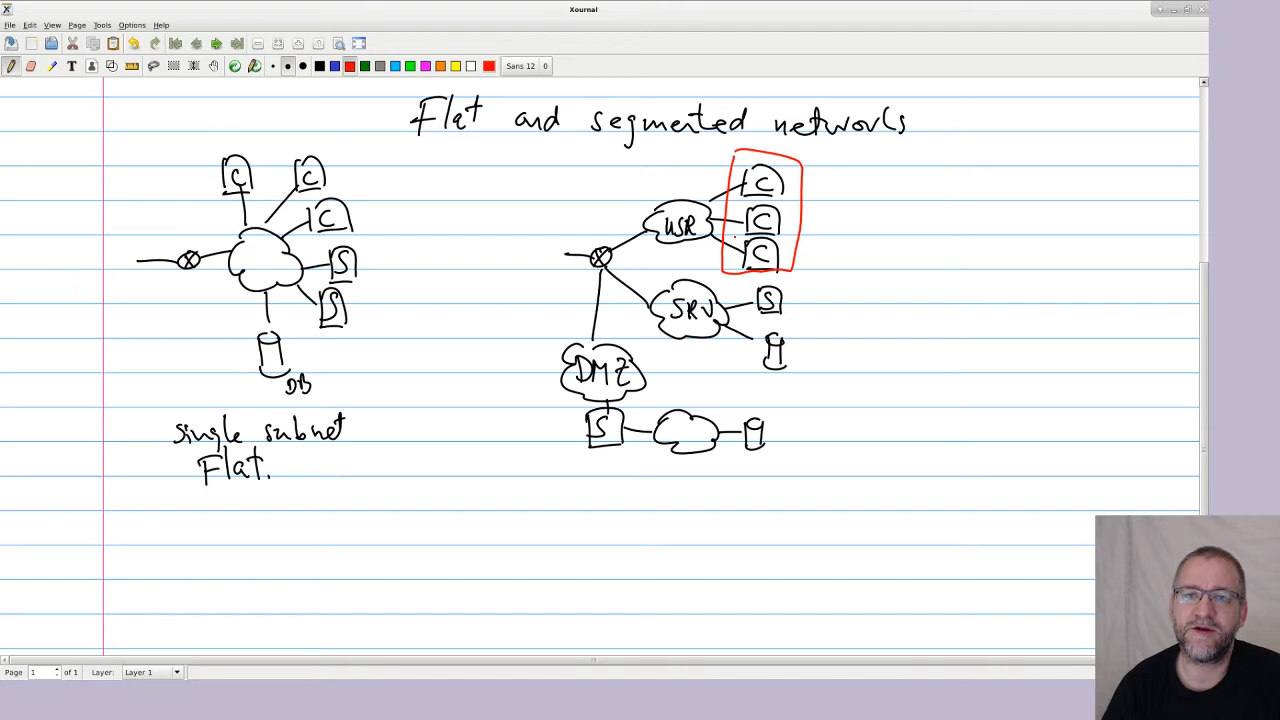 Xournal
File Edit View Page Tools Options Help
Sans 12 0
Flat and segmented networks
C C
C
S
S
DB
single subnet
Flat.
C
USR C
C
SRV S
DMZ
S
Page 1 of 1 Layer: Layer 1